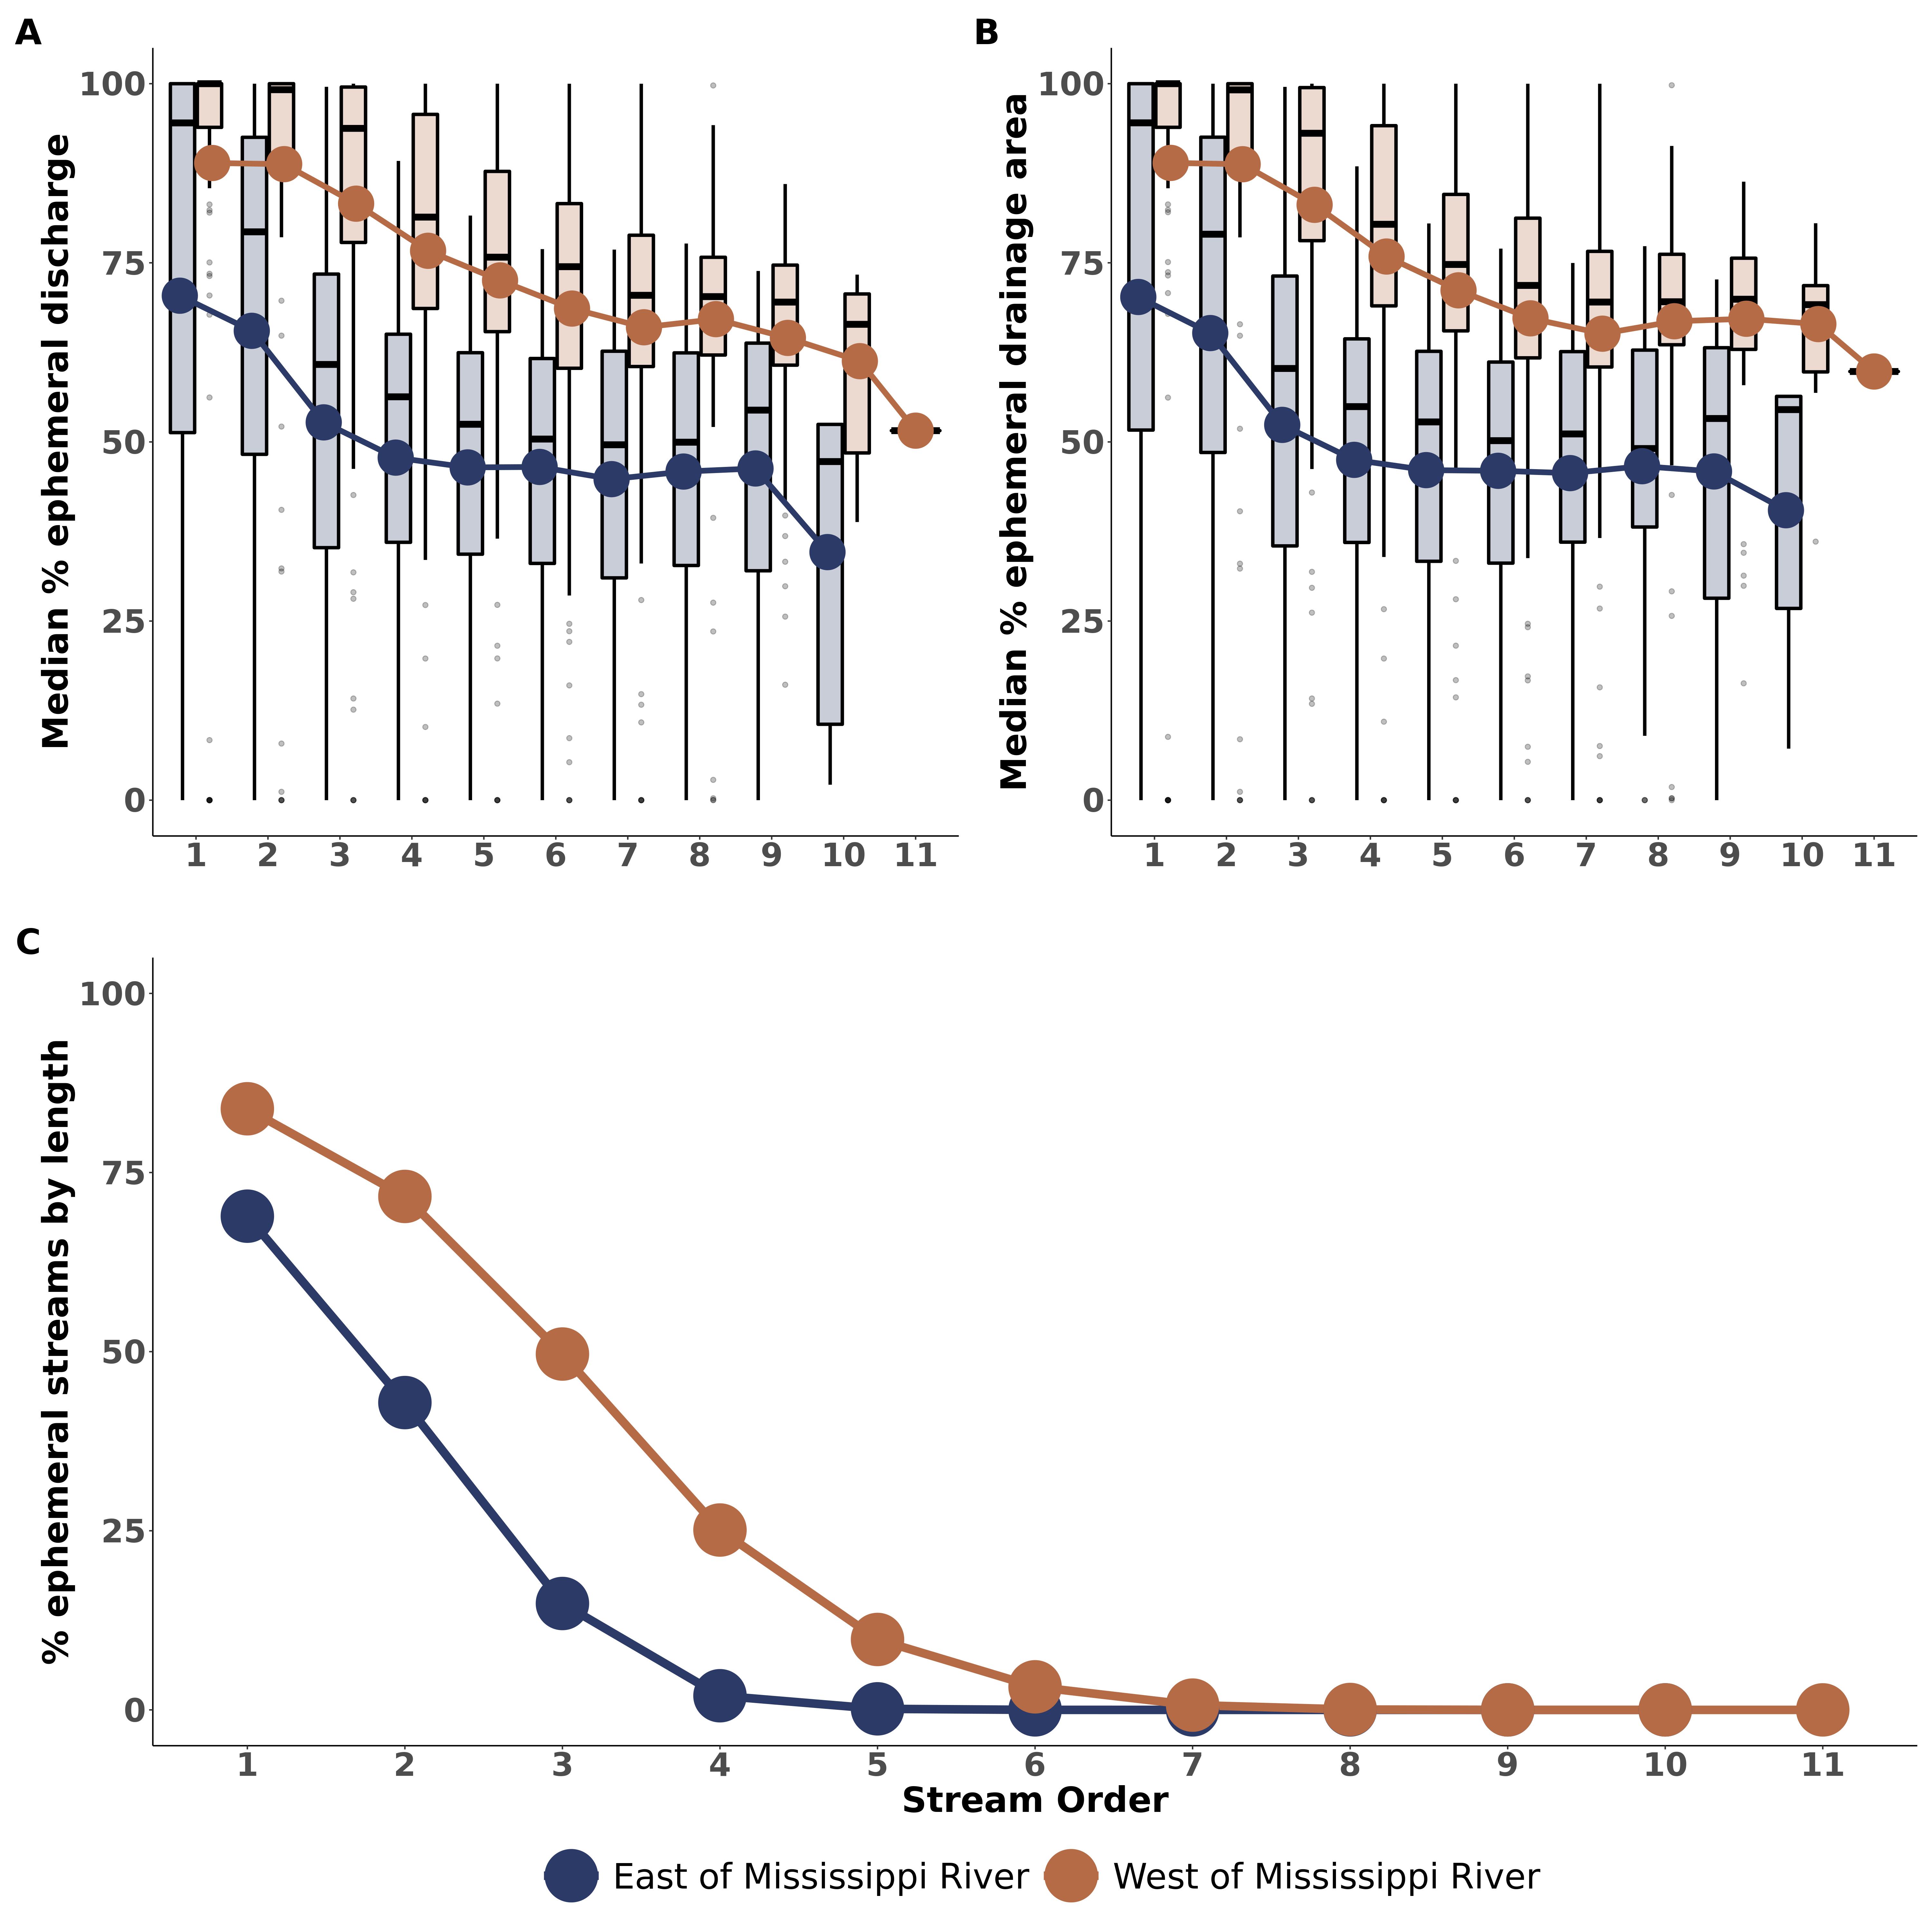 A
Median % ephemeral discharge
100
75
50
25
0
1 2 3 4 5 6 7 8 9 10 11
B
Median % ephemeral drainage area
100
75
50
25
0
1 2 3 4 5 6 7 8 9 10 11
C
% ephemeral streams by length
100
75
50
25
0
1 2 3 4 5 6 7 8 9 10 11
Stream Order
East of Mississippi River West of Mississippi River